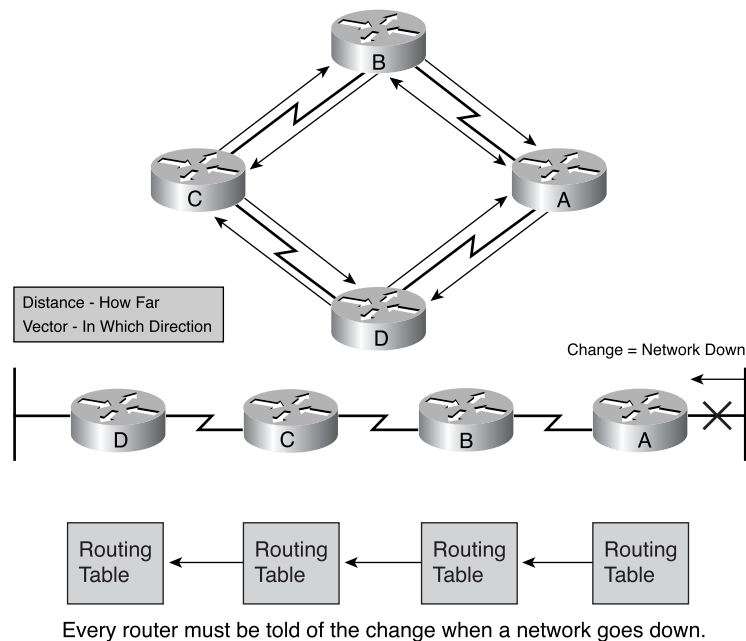 B
C
A
D
Distance - How Far
Vector - In Which Direction
Change = Network Down
D
C
B
A
Routing
Table
Routing
Table
Routing
Table
Routing
Table
Every router must be told of the change when a network goes down.